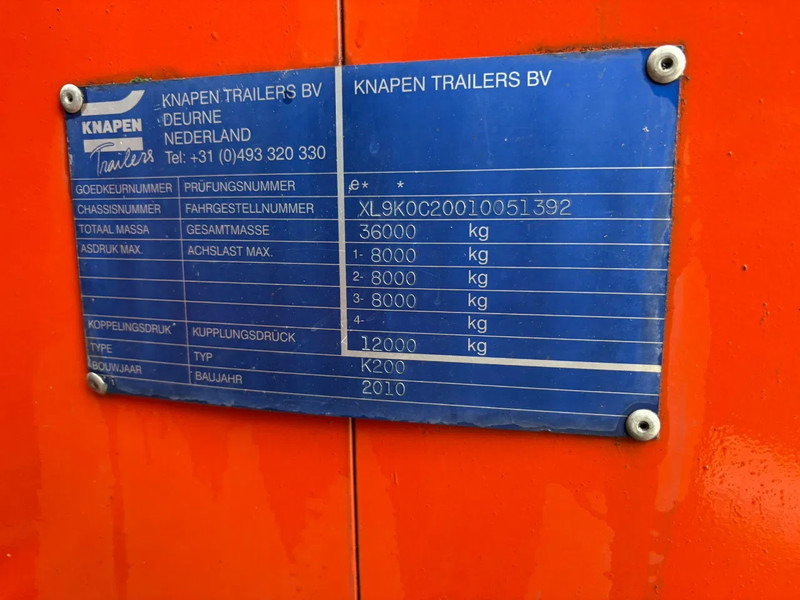 KNAPEN
Trailers
KNAPEN TRAILERS BV
DEURNE
NEDERLAND
Tel: +31 (0)493 320 330
KNAPEN TRAILERS BV
GOEDKEURNUMMER PRÜFUNGSNUMMER e* *
CHASSISNUMMER FAHRGESTELLNUMMER XL9K0C20010051392
TOTAAL MASSA GESAMTMASSE 36000 kg
ASDRUK MAX. ACHSLAST MAX. 1- 8000 kg
2- 8000 kg
3- 8000 kg
4- kg
KOPPELINGSDRUK KUPPLUNGSDRÜCK 12000 kg
TYPE TYP K200
BOUWJAAR BAUJAHR 2010